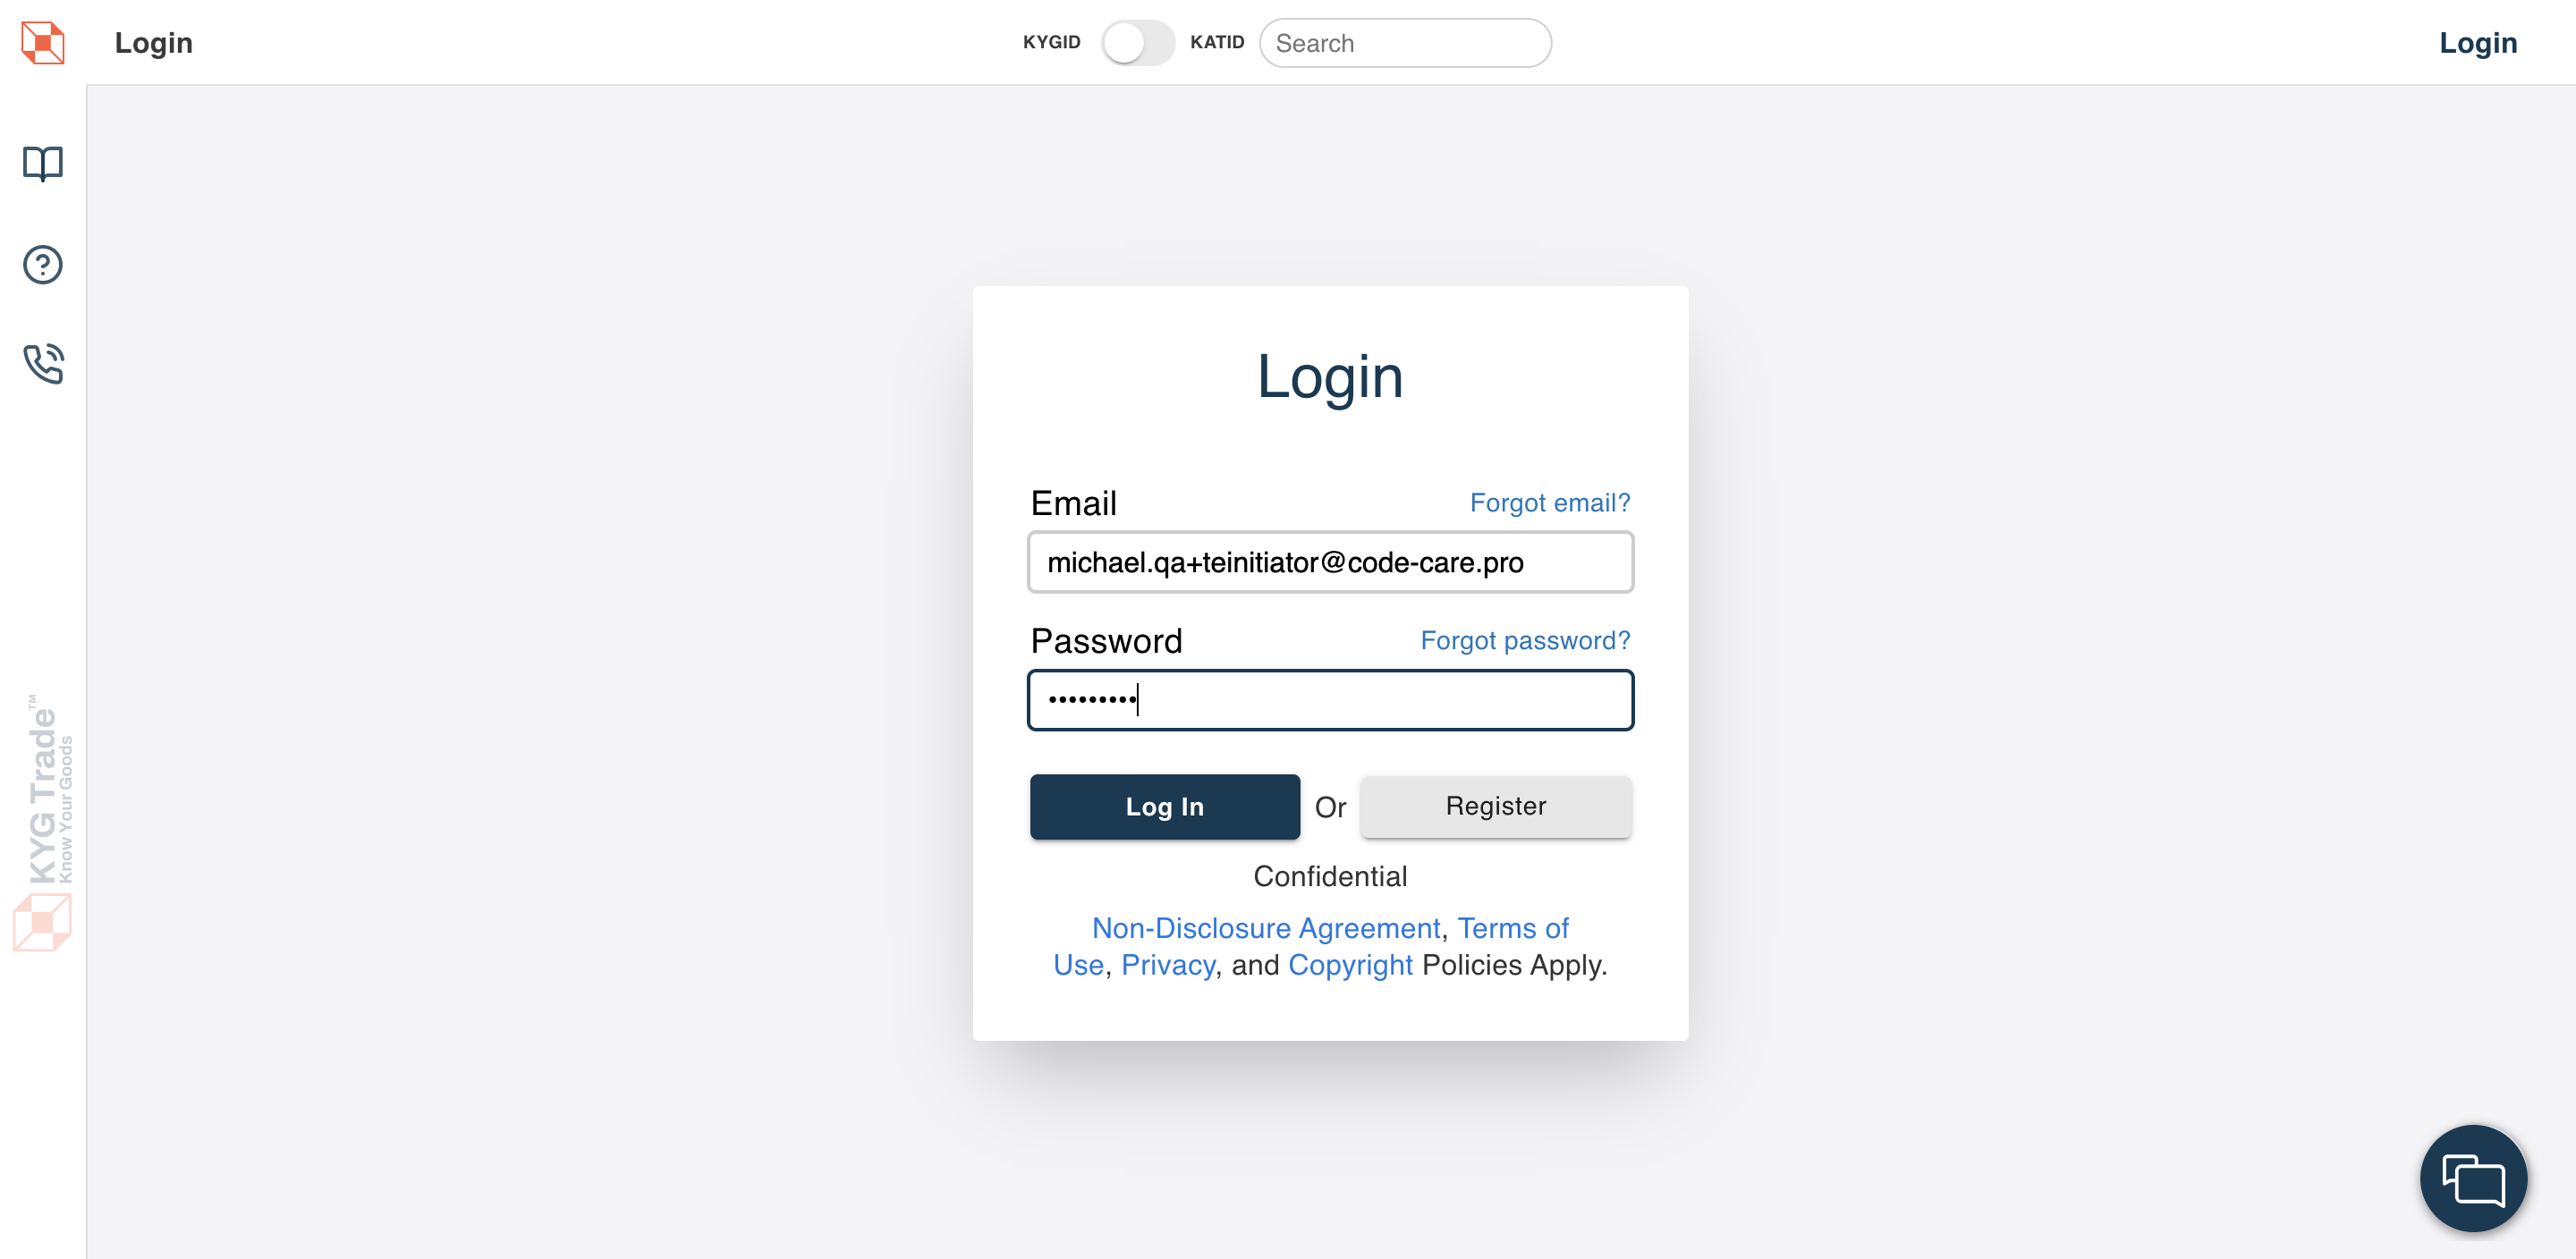 Login
KYGID
KATID
Search
Login
Login
Email
Forgot email?
michael.qa+teinitiator@code-care.pro
Password
Forgot password?
•••••••••
Log In
Or
Register
Confidential
Non-Disclosure Agreement, Terms of
Use, Privacy, and Copyright Policies Apply.
KYG Trade™
Know Your Goods